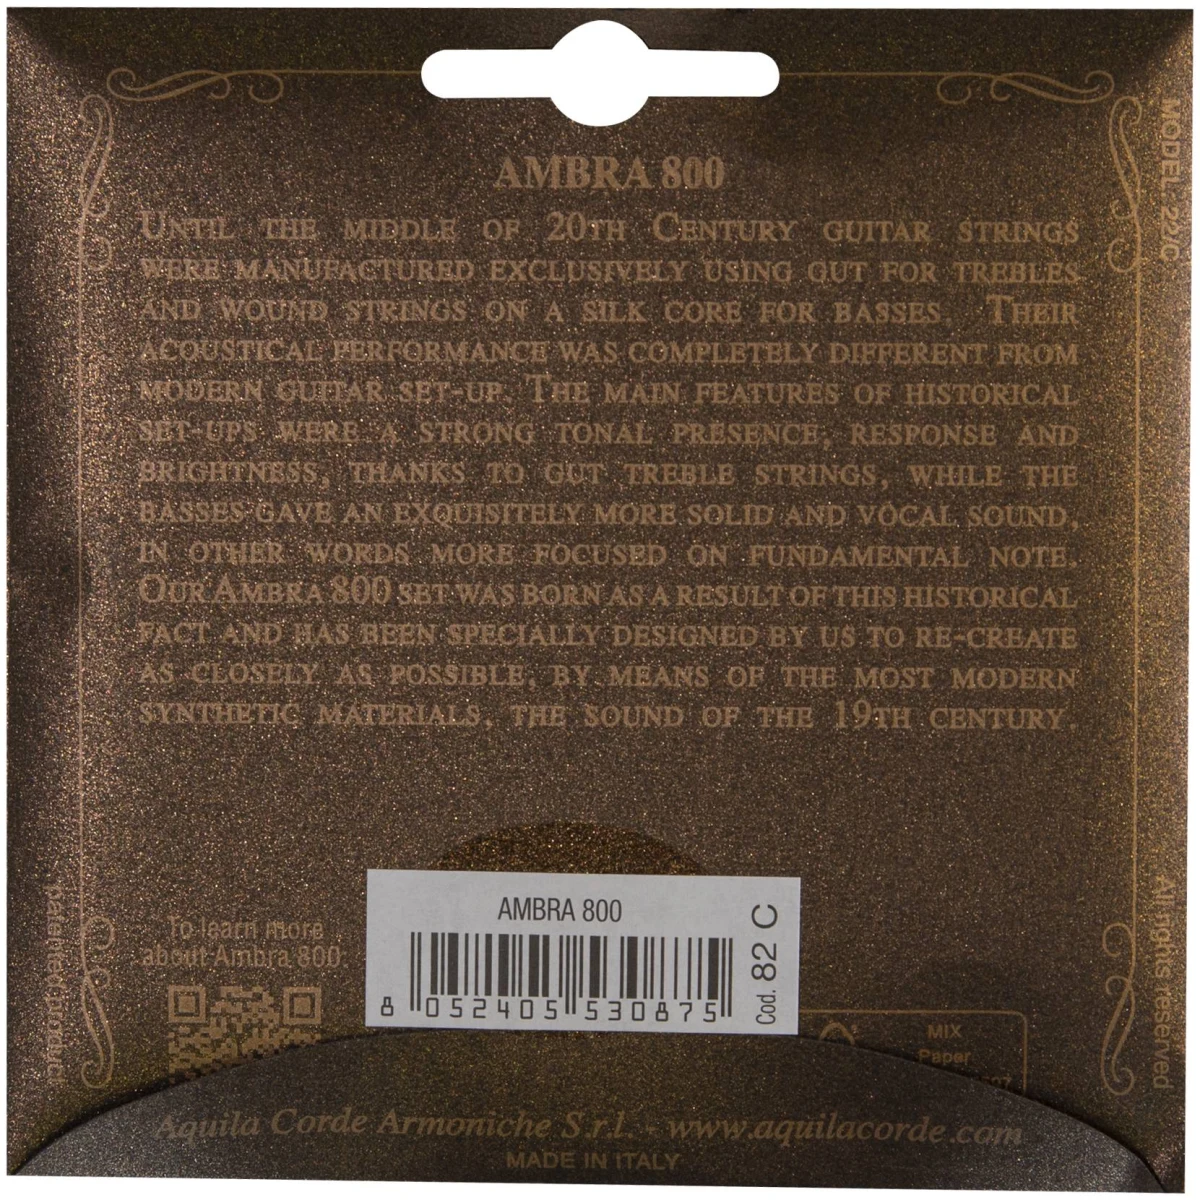 AMBRA 800
UNTIL THE MIDDLE OF 20TH CENTURY GUITAR STRINGS
WERE MANUFACTURED EXCLUSIVELY USING GUT FOR TREBLES
AND WOUND STRINGS ON A SILK CORE FOR BASSES. THEIR
ACOUSTICAL PERFORMANCE WAS COMPLETELY DIFFERENT FROM
MODERN GUITAR SET-UP. THE MAIN FEATURES OF HISTORICAL
SET-UPS WERE A STRONG TONAL PRESENCE, RESPONSE AND
BRIGHTNESS, THANKS TO GUT TREBLE STRINGS, WHILE THE
BASSES GAVE AN EXQUISITELY MORE SOLID AND VOCAL SOUND,
IN OTHER WORDS MORE FOCUSED ON FUNDAMENTAL NOTE.
OUR AMBRA 800 SET WAS BORN AS A RESULT OF THIS HISTORICAL
FACT AND HAS BEEN SPECIALLY DESIGNED BY US TO RE-CREATE
AS CLOSELY AS POSSIBLE, BY MEANS OF THE MOST MODERN
SYNTHETIC MATERIALS, THE SOUND OF THE 19TH CENTURY.
MODEL: 22/C
All rights reserved
patented product
To learn more
about Ambra 800
AMBRA 800
8 052405 530875
Cod. 82 C
MIX
Paper
Aquila Corde Armoniche S.r.l. - www.aquilacorde.com
MADE IN ITALY